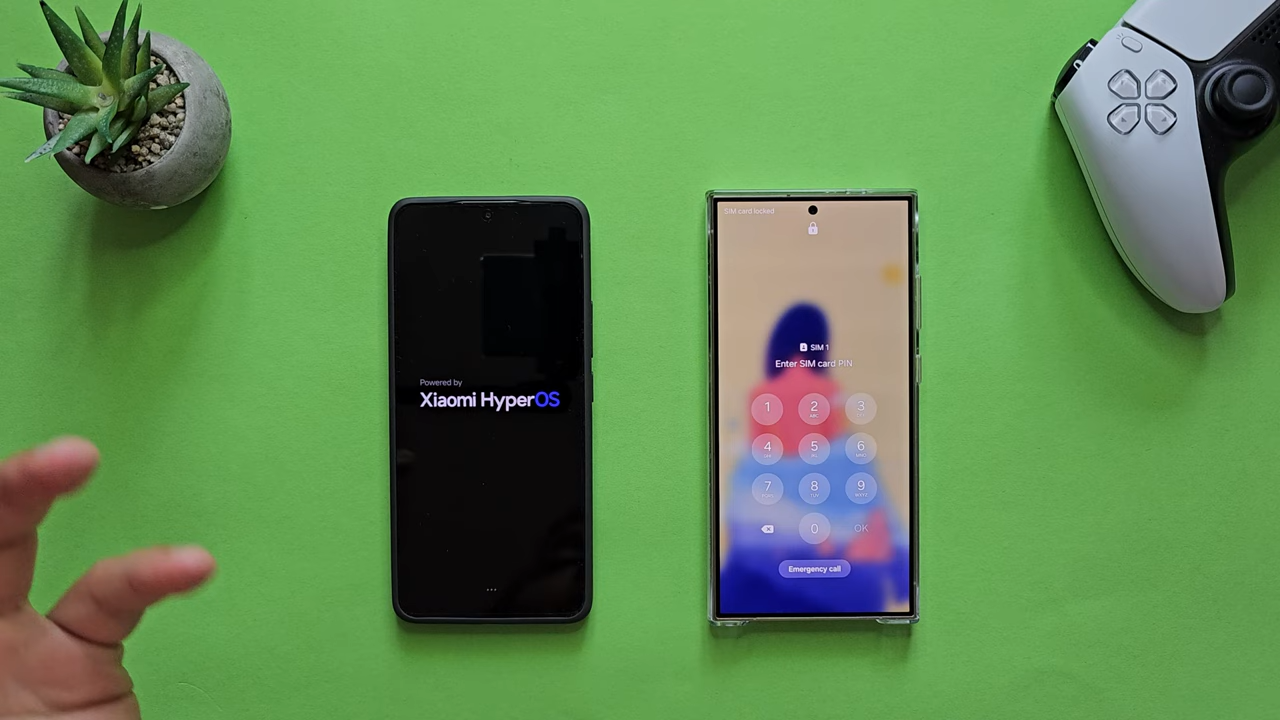 Powered by
Xiaomi HyperOS
SIM card locked
SIM 1
Enter SIM card PIN
1
2
ABC
3
4
5
6
7
8
9
0
OK
Emergency call